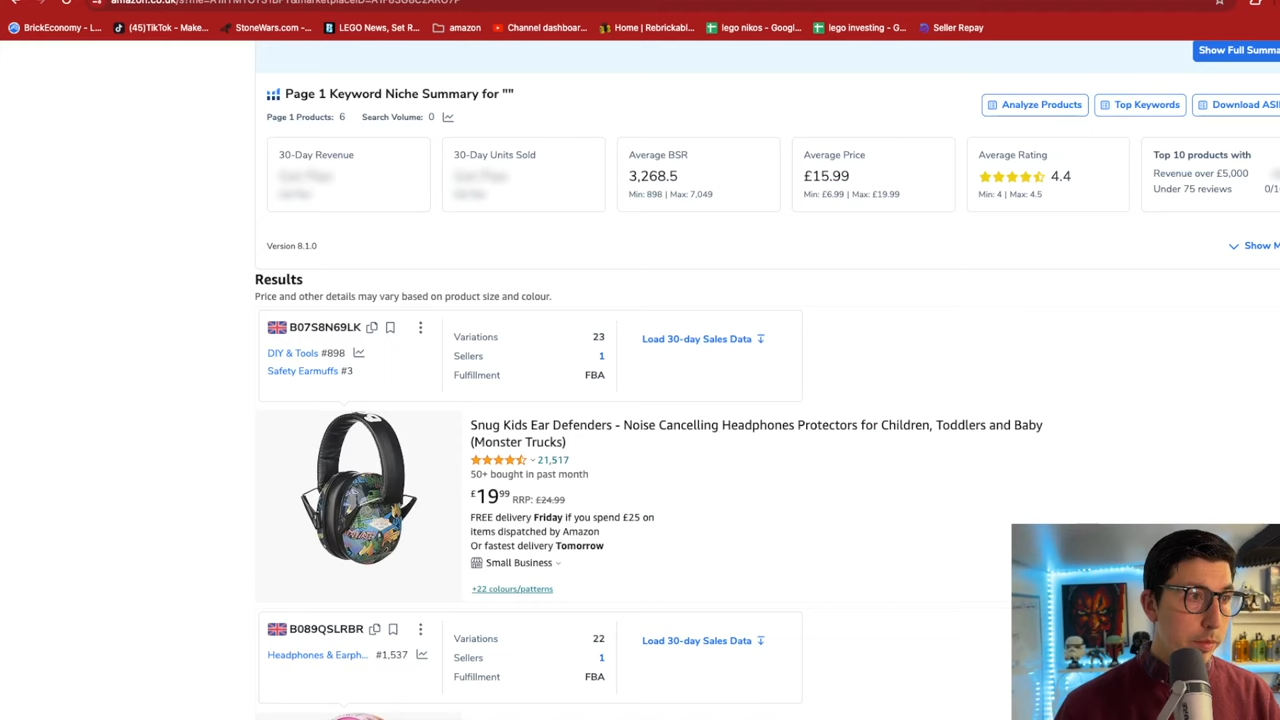 BrickEconomy - L...
(45)TikTok - Make...
StoneWars.com -...
LEGO News, Set R...
amazon
Channel dashboar...
Home | Rebrickabl...
lego nikos - Googl...
lego investing - G...
Seller Repay
Show Full Summa
Page 1 Keyword Niche Summary for ""
Analyze Products
Top Keywords
Download ASI
Page 1 Products: 6 Search Volume: 0
30-Day Revenue
30-Day Units Sold
Average BSR
3,268.5
Min: 898 | Max: 7,049
Average Price
£15.99
Min: £6.99 | Max: £19.99
Average Rating
4.4
Min: 4 | Max: 4.5
Top 10 products with
Revenue over £5,000
Under 75 reviews 0/1
Version 8.1.0
Show M
Results
Price and other details may vary based on product size and colour.
B07S8N69LK
DIY & Tools #898
Safety Earmuffs #3
Variations 23
Sellers 1
Fulfillment FBA
Load 30-day Sales Data
Snug Kids Ear Defenders - Noise Cancelling Headphones Protectors for Children, Toddlers and Baby
(Monster Trucks)
21,517
50+ bought in past month
£19.99 RRP: £24.99
FREE delivery Friday if you spend £25 on
items dispatched by Amazon
Or fastest delivery Tomorrow
Small Business
+22 colours/patterns
B089QSLRBR
Headphones & Earph... #1,537
Variations 22
Sellers 1
Fulfillment FBA
Load 30-day Sales Data